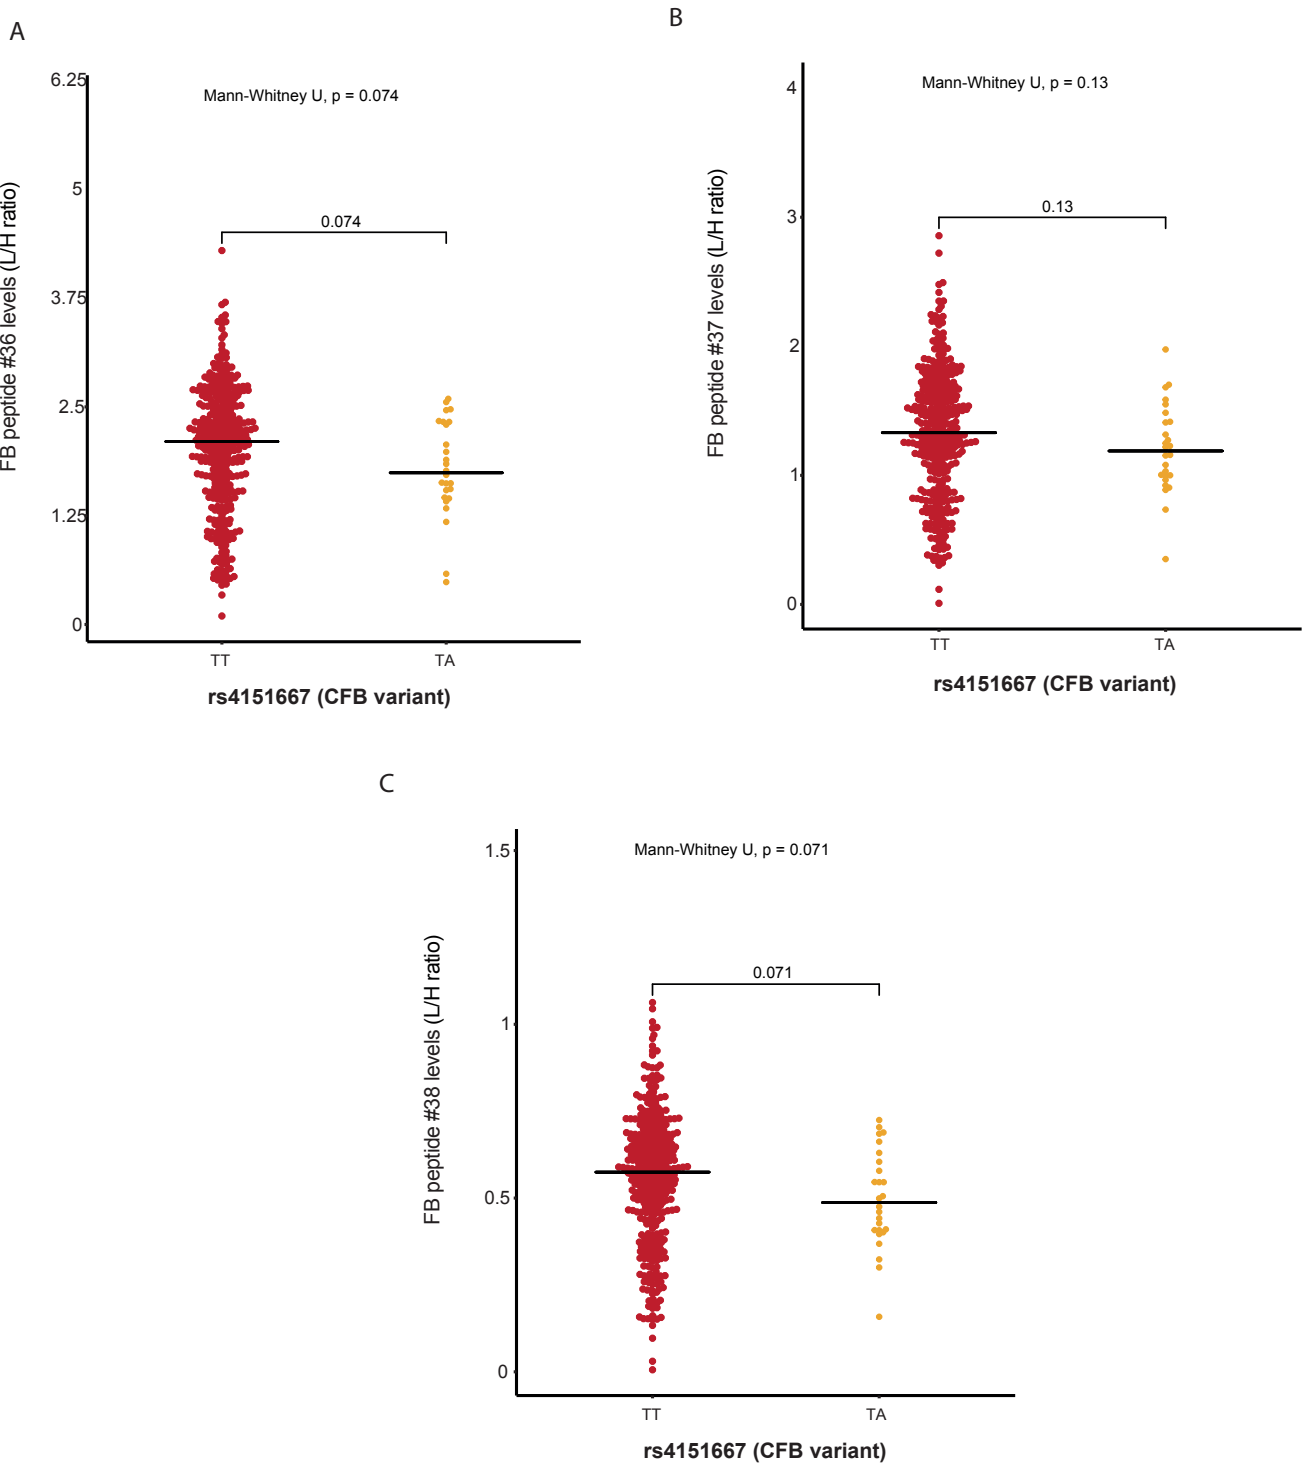 A
Mann-Whitney U, p = 0.074
FB peptide #36 levels (L/H ratio)
6.25
5
3.75
2.5
1.25
0
0.074
TT
TA
rs4151667 (CFB variant)
B
Mann-Whitney U, p = 0.13
FB peptide #37 levels (L/H ratio)
4
3
2
1
0
0.13
TT
TA
rs4151667 (CFB variant)
C
Mann-Whitney U, p = 0.071
FB peptide #38 levels (L/H ratio)
1.5
1
0.5
0
0.071
TT
TA
rs4151667 (CFB variant)